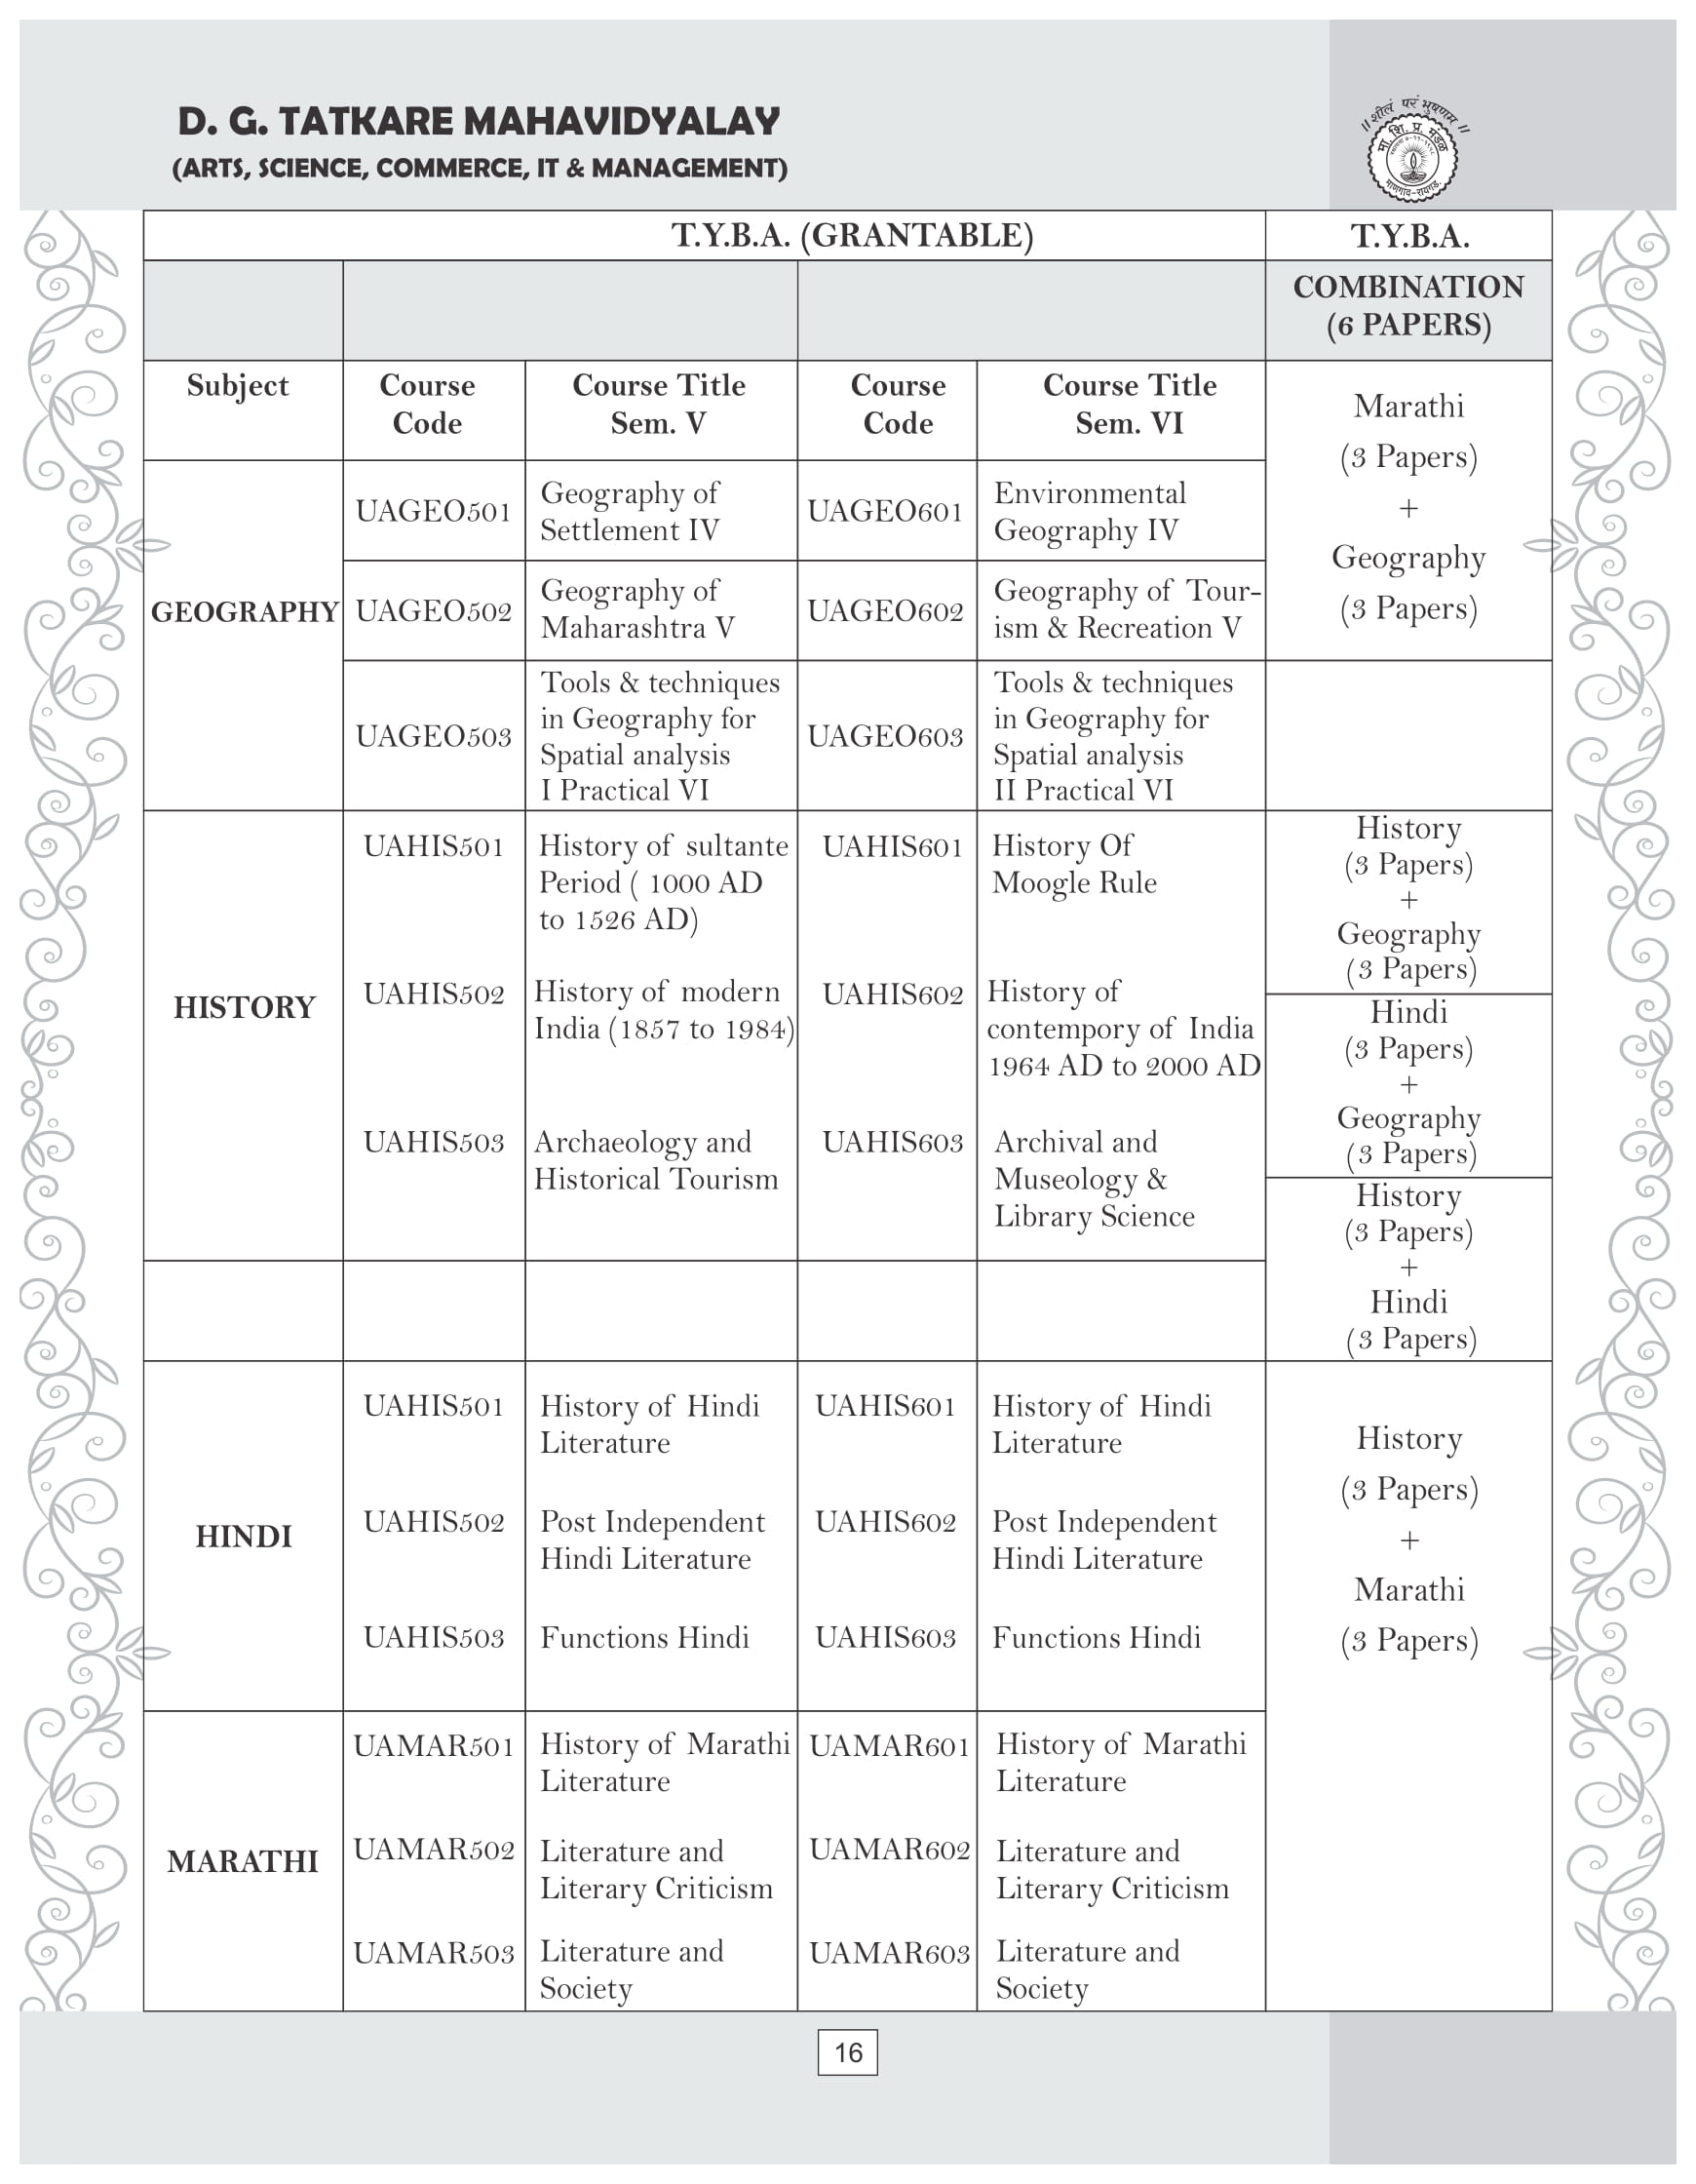 D. G. TATKARE MAHAVIDYALAY
(ARTS, SCIENCE, COMMERCE, IT & MANAGEMENT)
॥ शीलं परं भुषणम ॥
मा. शि. प्र. मंडळ
माणगाव-रायगड.
T.Y.B.A. (GRANTABLE)
T.Y.B.A.
COMBINATION
(6 PAPERS)
Subject
Course
Code
Course Title
Sem. V
Course
Code
Course Title
Sem. VI
Marathi
(3 Papers)
+
Geography
(3 Papers)
GEOGRAPHY
UAGEO501
Geography of
Settlement IV
UAGEO601
Environmental
Geography IV
UAGEO502
Geography of
Maharashtra V
UAGEO602
Geography of Tour-
ism & Recreation V
UAGEO503
Tools & techniques
in Geography for
Spatial analysis
I Practical VI
UAGEO603
Tools & techniques
in Geography for
Spatial analysis
II Practical VI
HISTORY
UAHIS501
History of sultante
Period ( 1000 AD
to 1526 AD)
UAHIS601
History Of
Moogle Rule
UAHIS502
History of modern
India (1857 to 1984)
UAHIS602
History of
contempory of India
1964 AD to 2000 AD
UAHIS503
Archaeology and
Historical Tourism
UAHIS603
Archival and
Museology &
Library Science
History
(3 Papers)
+
Geography
(3 Papers)
Hindi
(3 Papers)
+
Geography
(3 Papers)
History
(3 Papers)
+
Hindi
(3 Papers)
HINDI
UAHIS501
History of Hindi
Literature
UAHIS601
History of Hindi
Literature
UAHIS502
Post Independent
Hindi Literature
UAHIS602
Post Independent
Hindi Literature
UAHIS503
Functions Hindi
UAHIS603
Functions Hindi
History
(3 Papers)
+
Marathi
(3 Papers)
MARATHI
UAMAR501
History of Marathi
Literature
UAMAR601
History of Marathi
Literature
UAMAR502
Literature and
Literary Criticism
UAMAR602
Literature and
Literary Criticism
UAMAR503
Literature and
Society
UAMAR603
Literature and
Society
16